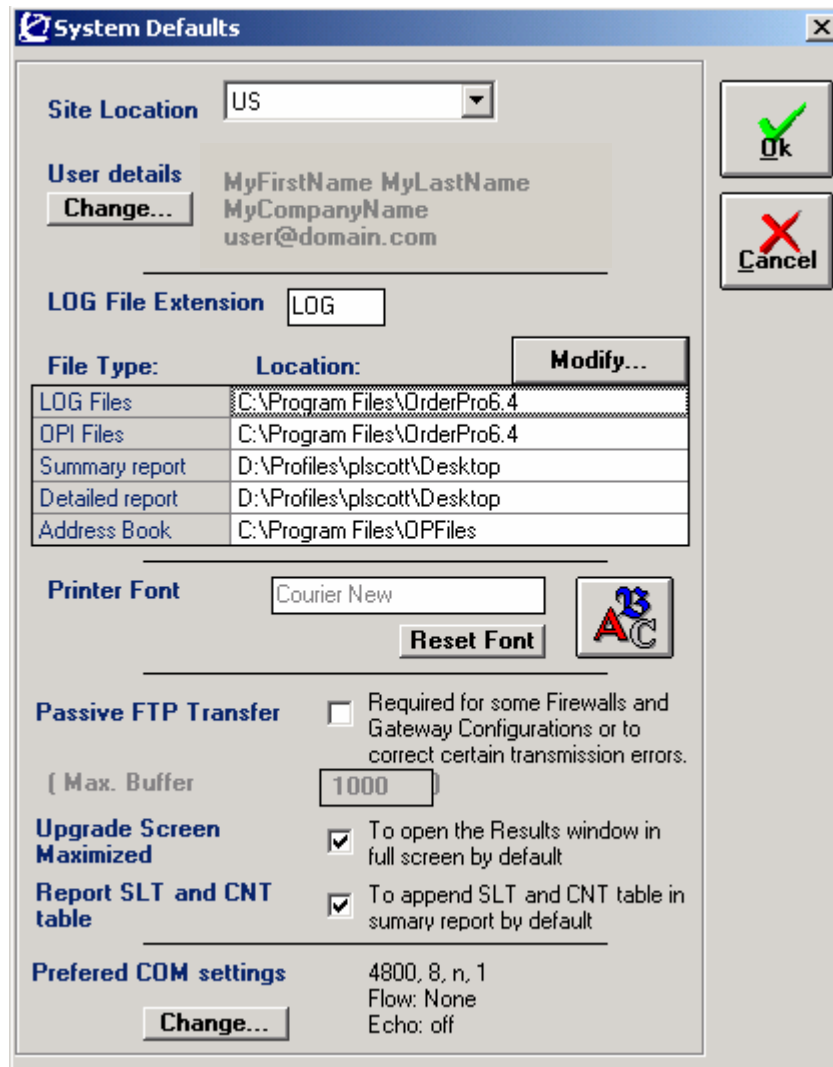 System Defaults
Site Location
US
Ok
User details
Change...
MyFirstName MyLastName
MyCompanyName
user@domain.com
Cancel
LOG File Extension
LOG
File Type:
Location:
Modify...
LOG Files C:\Program Files\OrderPro6.4
OPI Files C:\Program Files\OrderPro6.4
Summary report D:\Profiles\plscott\Desktop
Detailed report D:\Profiles\plscott\Desktop
Address Book C:\Program Files\OPFiles
Printer Font
Courier New
Reset Font
ABC
Passive FTP Transfer
Required for some Firewalls and
Gateway Configurations or to
correct certain transmission errors.
( Max. Buffer 1000 )
Upgrade Screen
Maximized
To open the Results window in
full screen by default
Report SLT and CNT
table
To append SLT and CNT table in
sumary report by default
Prefered COM settings
Change...
4800, 8, n, 1
Flow: None
Echo: off